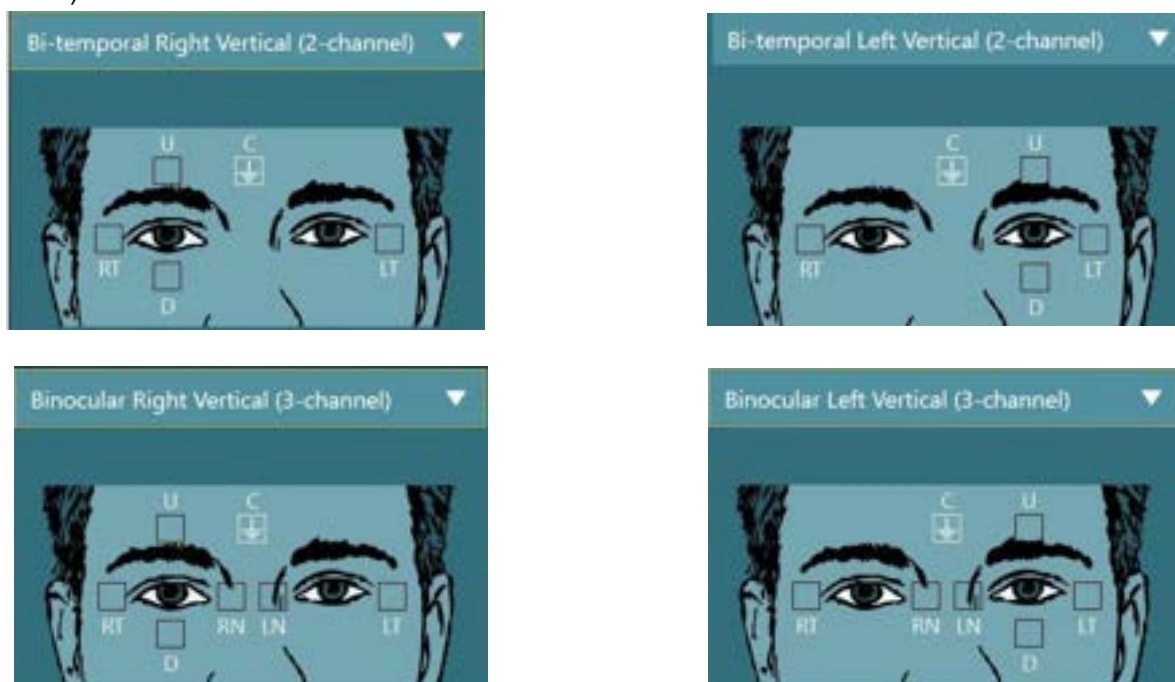 Bi-temporal Right Vertical (2-channel)
U C
RT LT
D
Bi-temporal Left Vertical (2-channel)
C U
RT LT
D
Binocular Right Vertical (3-channel)
U C
RT RN LN LT
D
Binocular Left Vertical (3-channel)
C U
RT RN LN LT
D